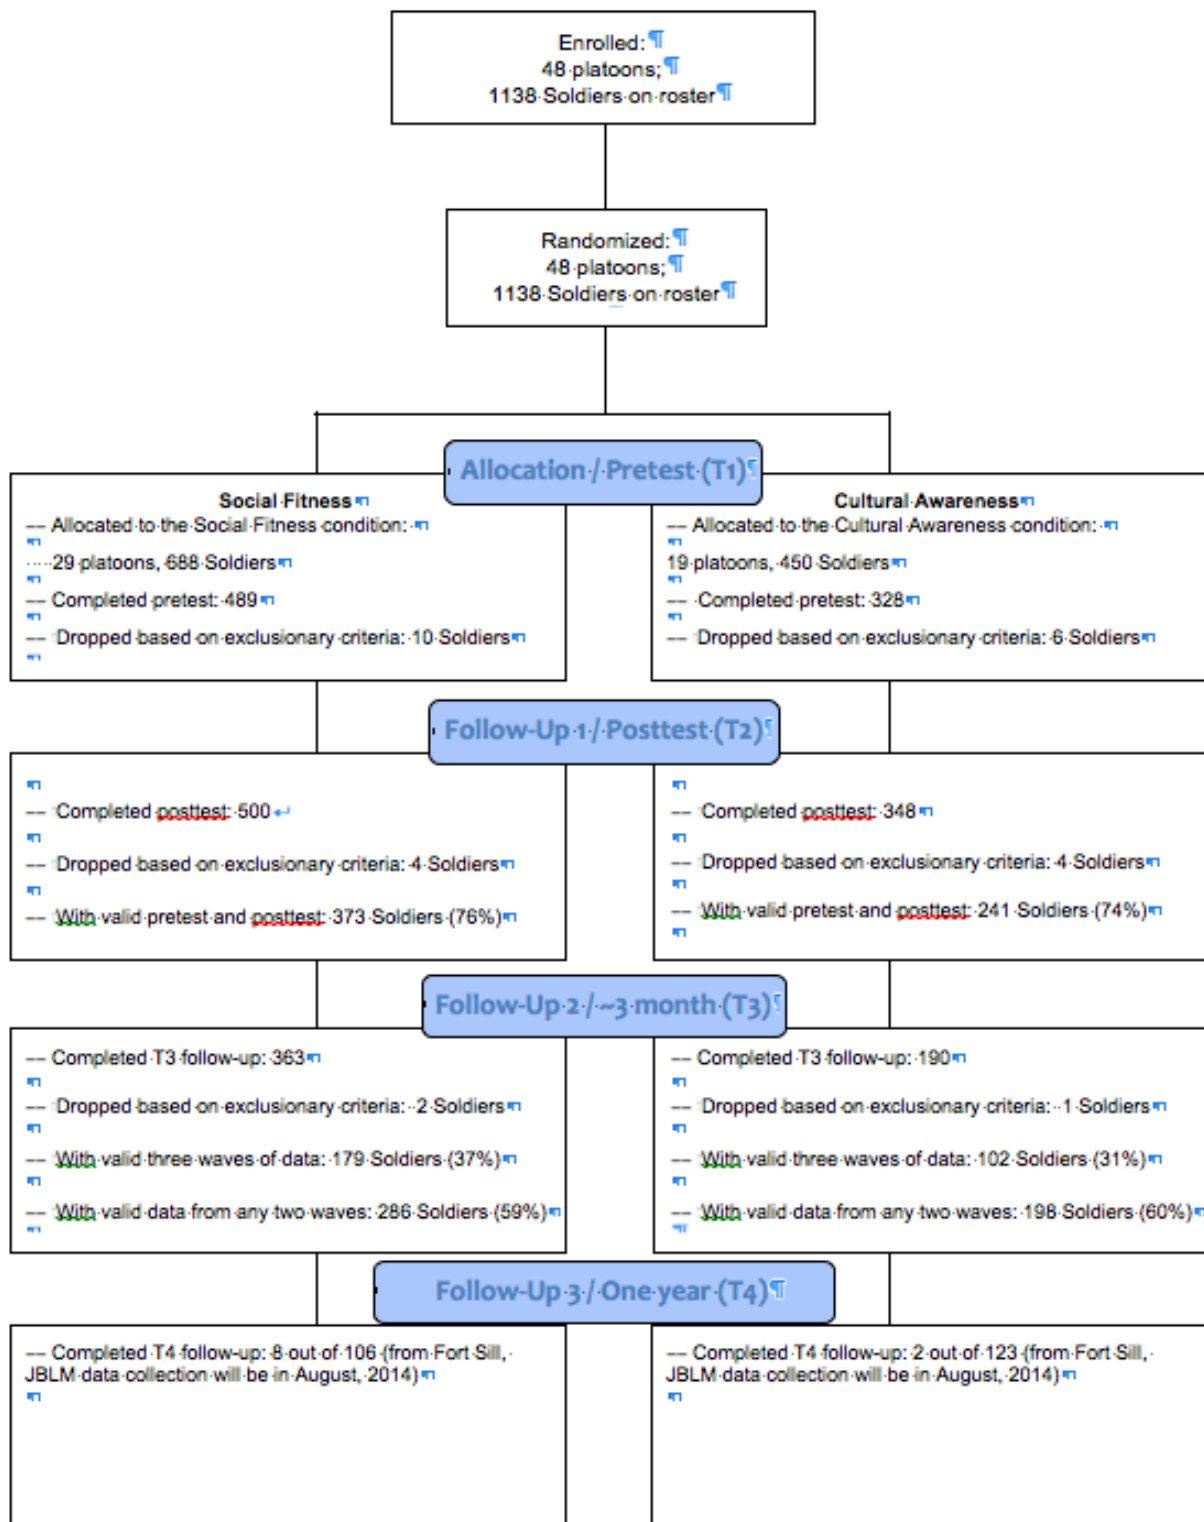 Enrolled:
48 platoons;
1138 Soldiers on roster
Randomized:
48 platoons;
1138 Soldiers on roster
Allocation / Pretest (T1)
Social Fitness
-- Allocated to the Social Fitness condition:
29 platoons, 688 Soldiers
-- Completed pretest: 489
-- Dropped based on exclusionary criteria: 10 Soldiers
Cultural Awareness
-- Allocated to the Cultural Awareness condition:
19 platoons, 450 Soldiers
-- Completed pretest: 328
-- Dropped based on exclusionary criteria: 6 Soldiers
Follow-Up 1 / Posttest (T2)
-- Completed posttest: 500
-- Dropped based on exclusionary criteria: 4 Soldiers
-- With valid pretest and posttest: 373 Soldiers (76%)
-- Completed posttest: 348
-- Dropped based on exclusionary criteria: 4 Soldiers
-- With valid pretest and posttest: 241 Soldiers (74%)
Follow-Up 2 / ~3 month (T3)
-- Completed T3 follow-up: 363
-- Dropped based on exclusionary criteria: 2 Soldiers
-- With valid three waves of data: 179 Soldiers (37%)
-- With valid data from any two waves: 286 Soldiers (59%)
-- Completed T3 follow-up: 190
-- Dropped based on exclusionary criteria: 1 Soldiers
-- With valid three waves of data: 102 Soldiers (31%)
-- With valid data from any two waves: 198 Soldiers (60%)
Follow-Up 3 / One year (T4)
-- Completed T4 follow-up: 8 out of 106 (from Fort Sill,
JBLM data collection will be in August, 2014)
-- Completed T4 follow-up: 2 out of 123 (from Fort Sill,
JBLM data collection will be in August, 2014)